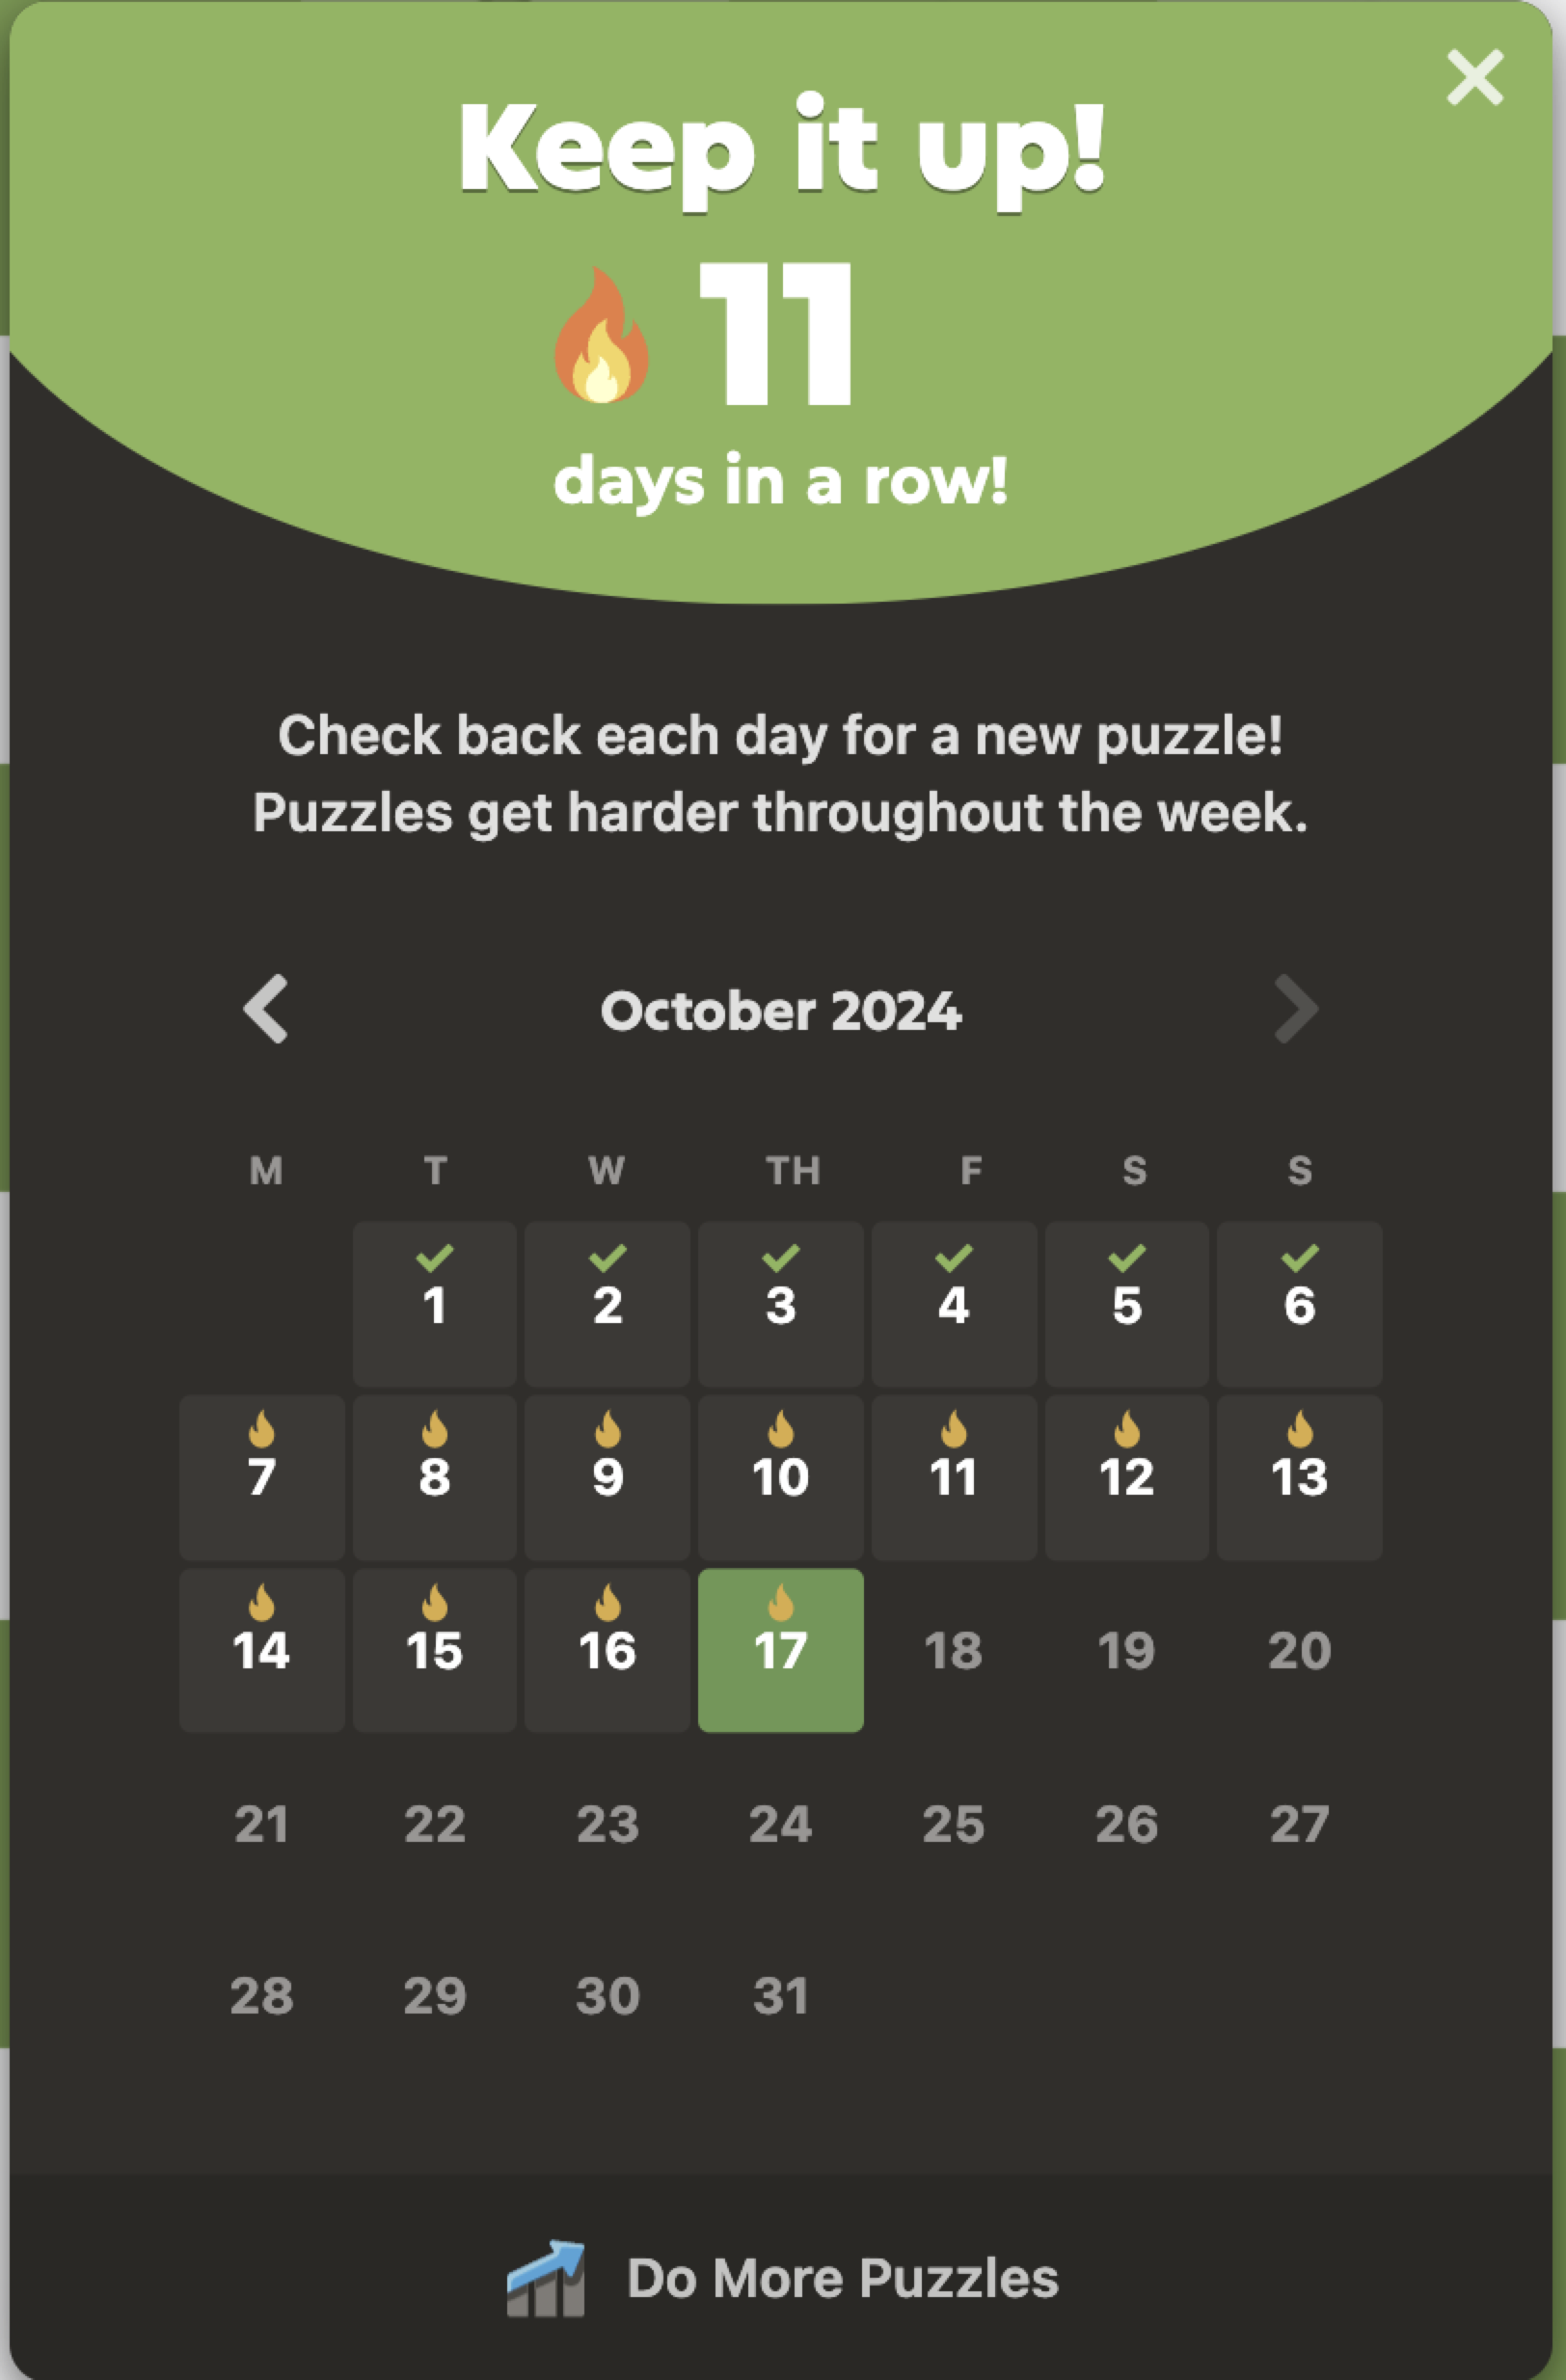 Keep it up!
11
days in a row!
Check back each day for a new puzzle!
Puzzles get harder throughout the week.
October 2024
M T W TH F S S
1 2 3 4 5 6
7 8 9 10 11 12 13
14 15 16 17 18 19 20
21 22 23 24 25 26 27
28 29 30 31
Do More Puzzles